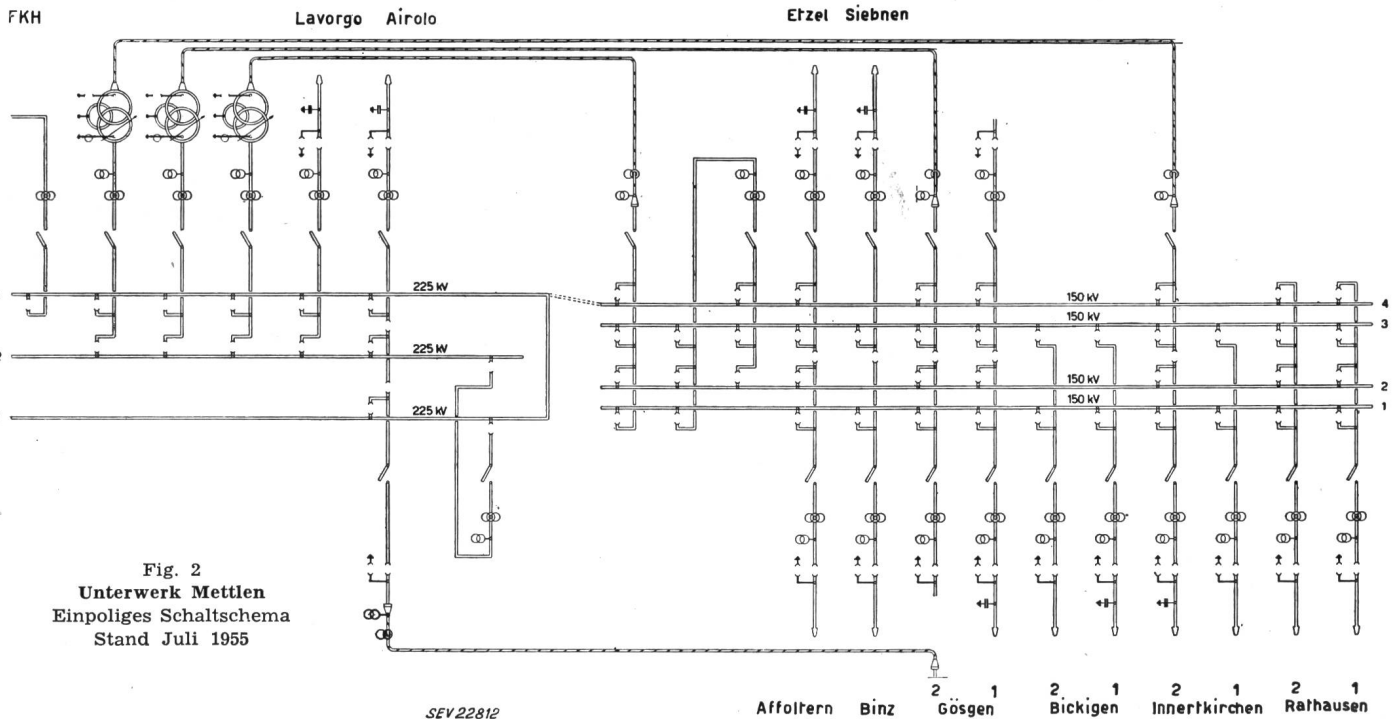 FKH Lavorgo Airolo Etzel Siebnen
225 kV
150 kV 4
150 kV 3
225 kV
150 kV 2
225 kV
150 kV 1
Fig. 2
Unterwerk Mettlen
Einpoliges Schaltschema
Stand Juli 1955
2 1 2 1 2 1 2 1
Affoltern Binz Gösgen Bickigen Innertkirchen Rathausen
SEV 22812